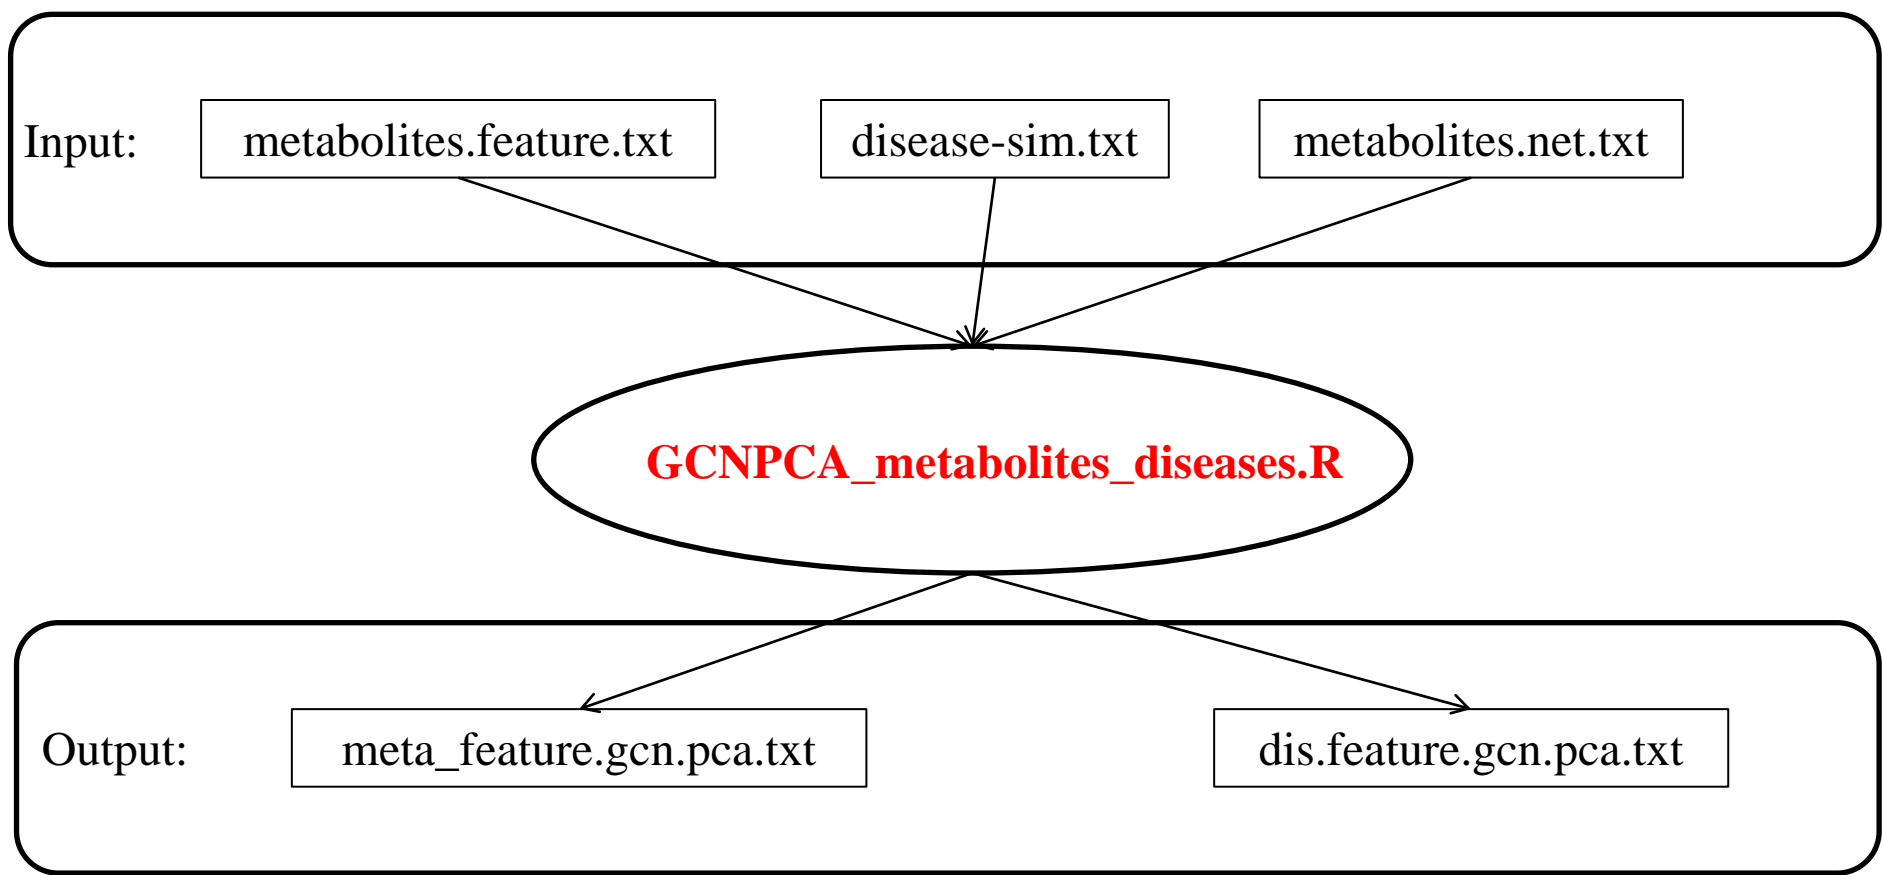 Input:
metabolites.feature.txt
disease-sim.txt
metabolites.net.txt
GCNPCA_metabolites_diseases.R
Output:
meta_feature.gcn.pca.txt
dis.feature.gcn.pca.txt